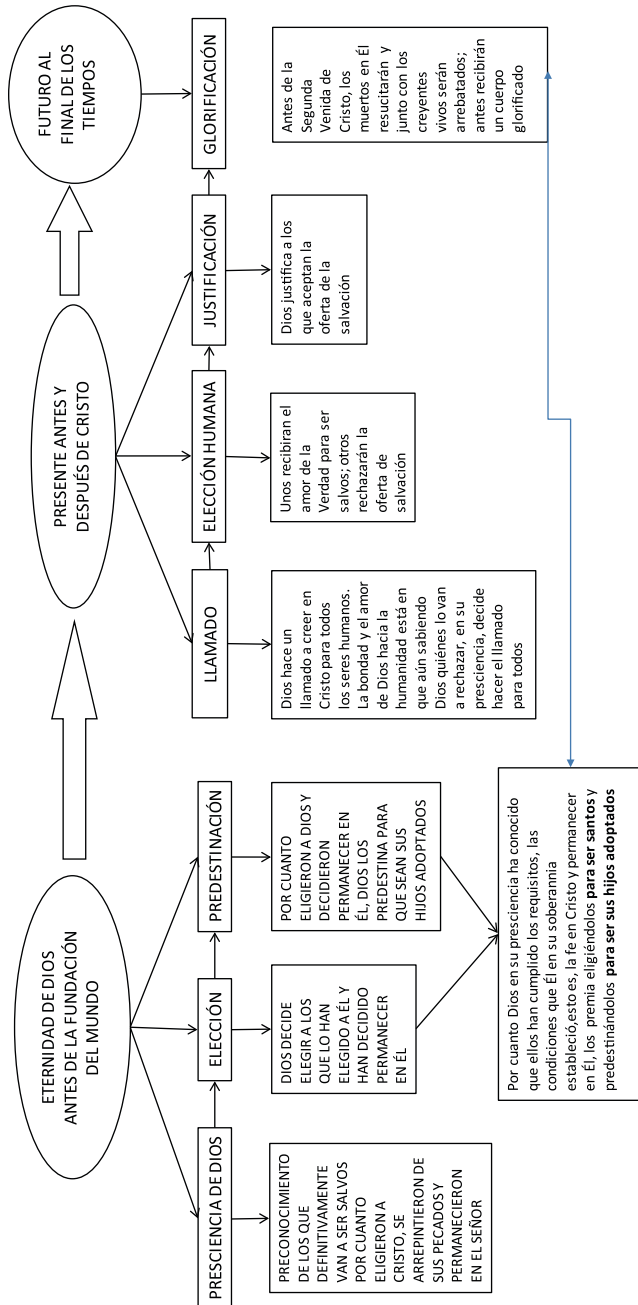 ETERNIDAD DE DIOS
ANTES DE LA FUNDACIÓN
DEL MUNDO
PRESENTE ANTES Y
DESPUÉS DE CRISTO
FUTURO AL
FINAL DE LOS
TIEMPOS
PRESCIENCIA DE DIOS
ELECCIÓN
PREDESTINACIÓN
LLAMADO
ELECCIÓN HUMANA
JUSTIFICACIÓN
GLORIFICACIÓN
PRECONOCIMIENTO
DE LOS QUE
DEFINITIVAMENTE
VAN A SER SALVOS
POR CUANTO
ELIGIERON A
CRISTO, SE
ARREPINTIERON DE
SUS PECADOS Y
PERMANECIERON
EN EL SEÑOR
DIOS DECIDE
ELEGIR A LOS
QUE LO HAN
ELEGIDO A ÉL Y
HAN DECIDIDO
PERMANECER
EN ÉL
POR CUANTO
ELIGIERON A DIOS Y
DECIDIERON
PERMANECER EN
ÉL, DIOS LOS
PREDESTINA PARA
QUE SEAN SUS
HIJOS ADOPTADOS
Dios hace un
llamado a creer en
Cristo para todos
los seres humanos.
La bondad y el amor
de Dios hacia la
humanidad está en
que aún sabiendo
Dios quiénes lo van
a rechazar, en su
presciencia, decide
hacer el llamado
para todos
Unos recibiran el
amor de la
Verdad para ser
salvos; otros
rechazarán la
oferta de
salvación
Dios justifica a los
que aceptan la
oferta de la
salvación
Antes de la
Segunda
Venida de
Cristo, los
muertos en Él
resucitarán y
junto con los
creyentes
vivos serán
arrebatados;
antes recibirán
un cuerpo
glorificado
Por cuanto Dios en su presciencia ha conocido
que ellos han cumplido los requisitos, las
condiciones que Él en su soberannia
estableció,esto es, la fe en Cristo y permanecer
en Él, los premia eligiéndolos para ser santos y
predestinándolos para ser sus hijos adoptados